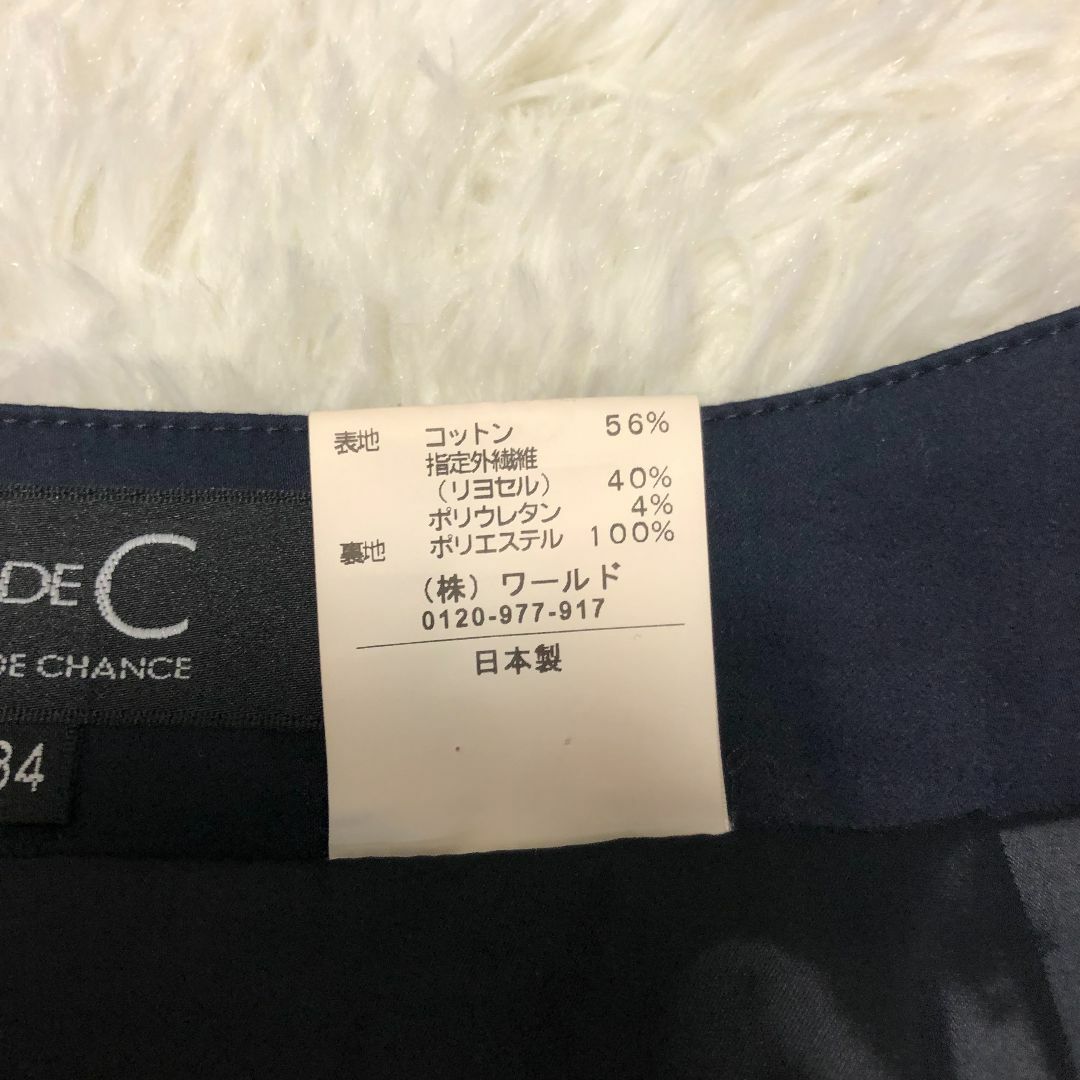 表地 コットン 56%
指定外繊維
(リヨセル) 40%
ポリウレタン 4%
裏地 ポリエステル 100%
(株) ワールド
0120-977-917
日本製
DE C
DE CHANCE
34